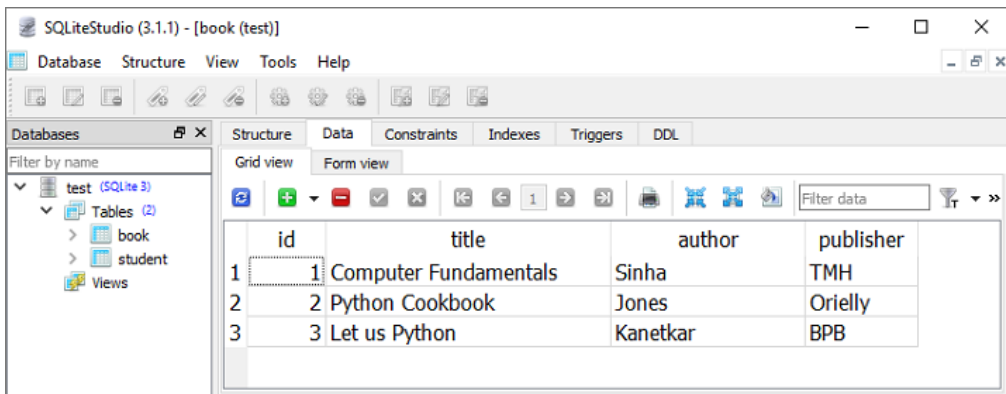 SQLiteStudio (3.1.1) - [book (test)]
Database Structure View Tools Help
Databases
Filter by name
test (SQLite 3)
Tables (2)
book
student
Views
Structure Data Constraints Indexes Triggers DDL
Grid view Form view
1 Filter data
id title author publisher
1 1 Computer Fundamentals Sinha TMH
2 2 Python Cookbook Jones Orielly
3 3 Let us Python Kanetkar BPB